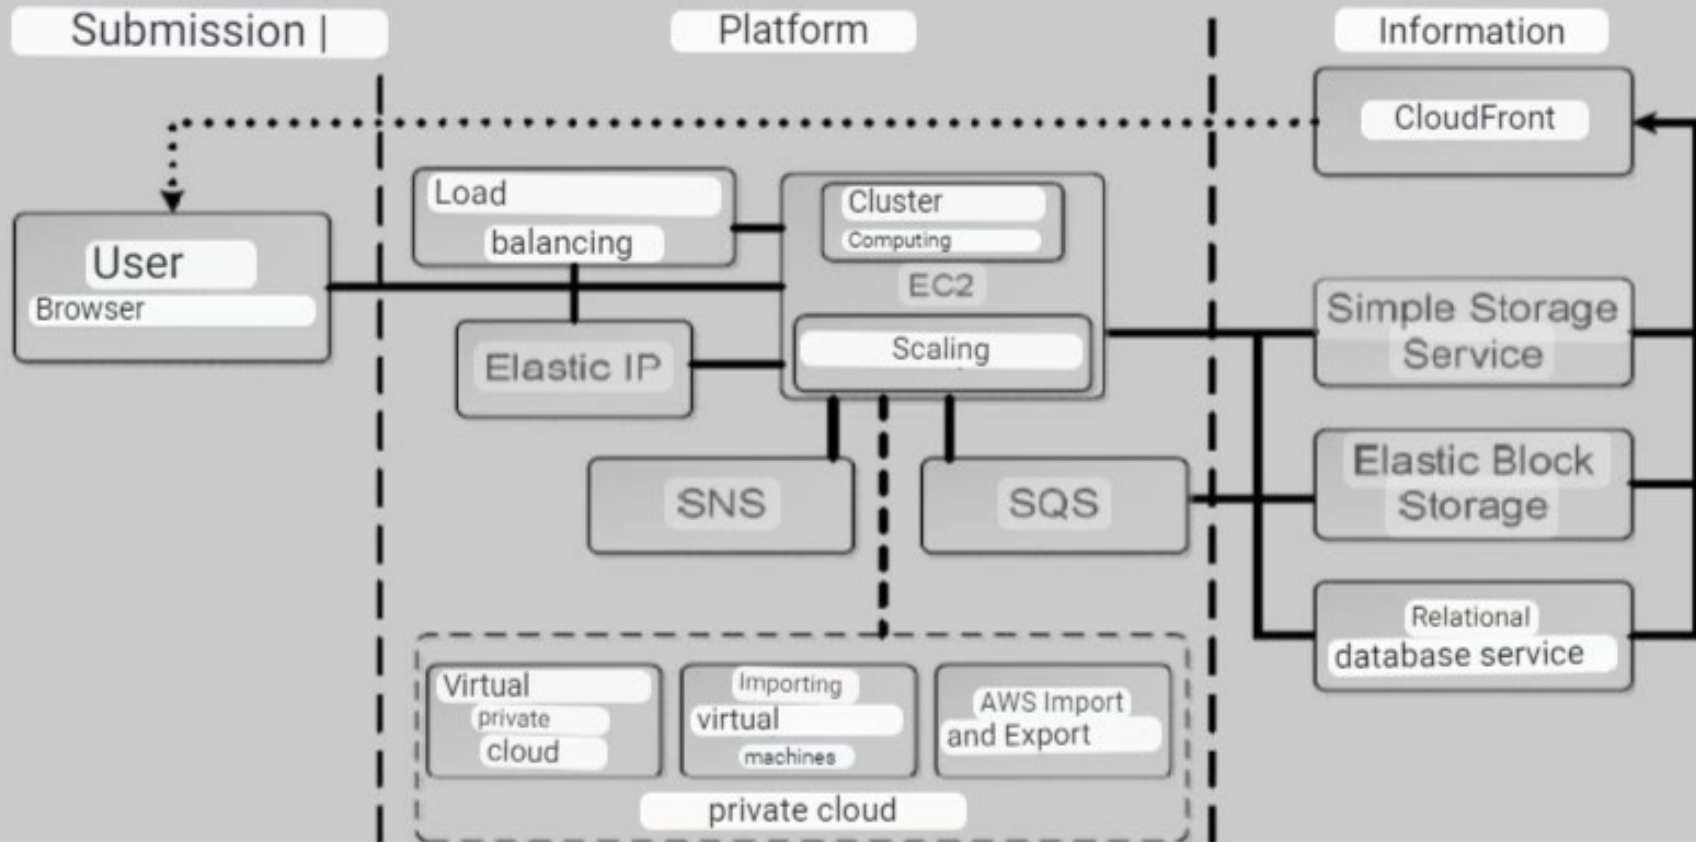 Submission |
Platform
Information
CloudFront
Load
balancing
Cluster
Computing
EC2
Scaling
User
Browser
Elastic IP
Simple Storage
Service
SNS
SQS
Elastic Block
Storage
Relational
database service
Virtual
private
cloud
Importing
virtual
machines
AWS Import
and Export
private cloud